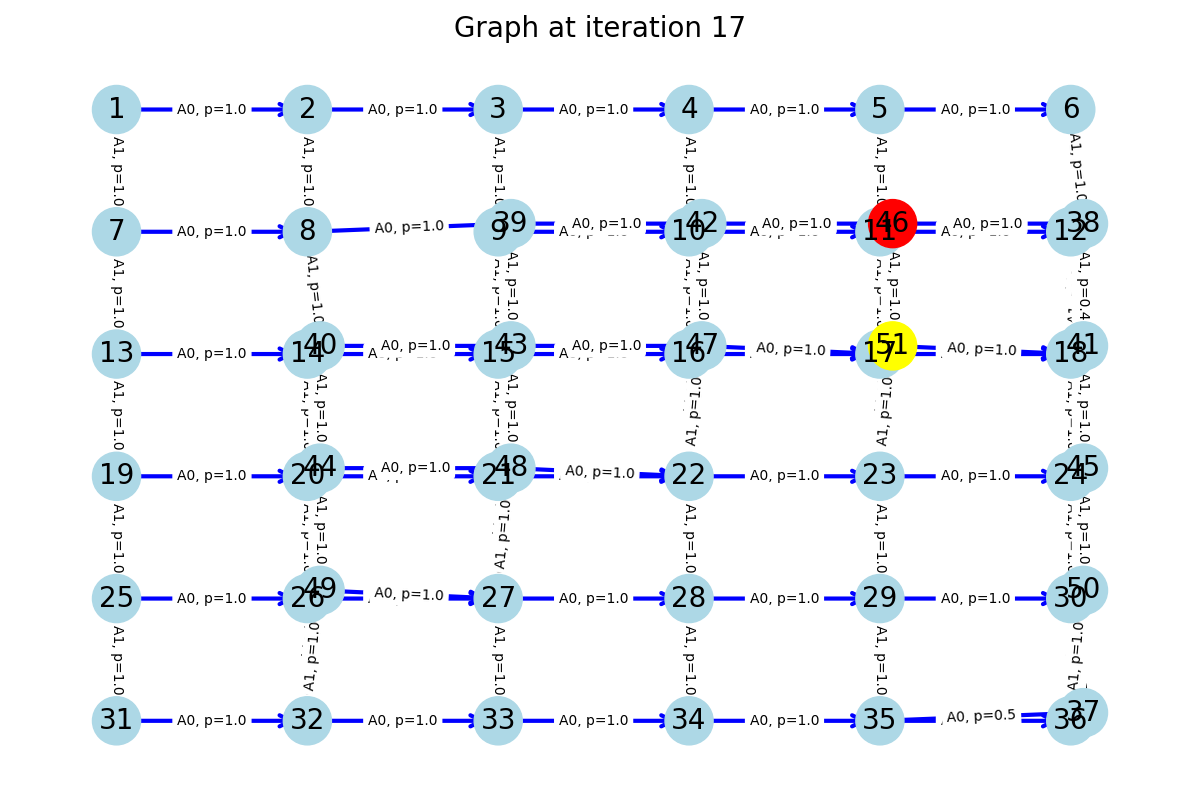 Graph at iteration 17
1 A0, p=1.0 2 A0, p=1.0 3 A0, p=1.0 4 A0, p=1.0 5 A0, p=1.0 6
A1, p=1.0 A1, p=1.0 A1, p=1.0 A1, p=1.0 A1, p=1.0 A1, p=1.0
7 A0, p=1.0 8 A0, p=1.0 9 39 A0, p=1.0 10 42 A0, p=1.0 11 46 A0, p=1.0 12 38
A1, p=1.0 A1, p=1.0 A1, p=1.0 A1, p=1.0 A1, p=1.0 A1, p=0.4
13 A0, p=1.0 14 40 A0, p=1.0 15 43 A0, p=1.0 16 47 A0, p=1.0 17 51 A0, p=1.0 18 41
A1, p=1.0 A1, p=1.0 A1, p=1.0 A1, p=1.0 A1, p=1.0 A1, p=1.0
19 A0, p=1.0 20 44 A0, p=1.0 21 48 A0, p=1.0 22 A0, p=1.0 23 A0, p=1.0 24 45
A1, p=1.0 A1, p=1.0 A1, p=1.0 A1, p=1.0 A1, p=1.0 A1, p=1.0
25 A0, p=1.0 26 49 A0, p=1.0 27 A0, p=1.0 28 A0, p=1.0 29 A0, p=1.0 30 50
A1, p=1.0 A1, p=1.0 A1, p=1.0 A1, p=1.0 A1, p=1.0 A1, p=1.0
31 A0, p=1.0 32 A0, p=1.0 33 A0, p=1.0 34 A0, p=1.0 35 A0, p=0.5 36 37